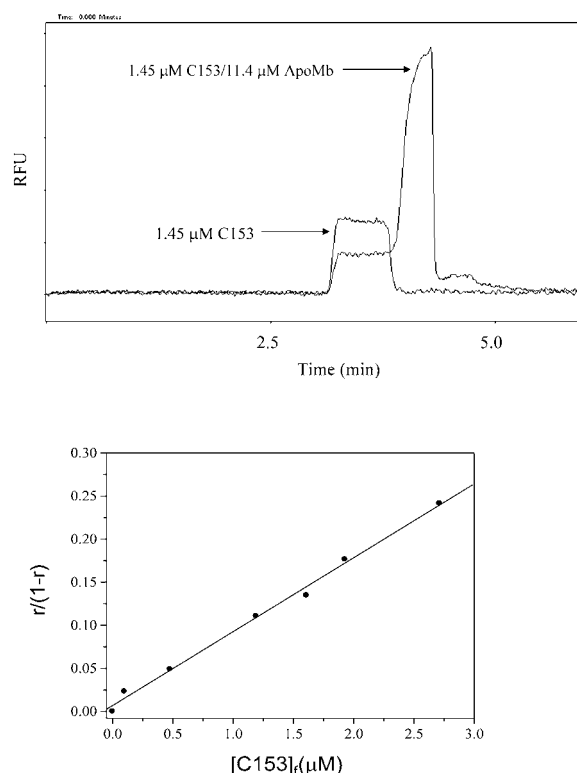 Time: 0.000 Minutes
1.45 μM C153/11.4 μM ApoMb
RFU
1.45 μM C153
2.5
5.0
Time (min)
0.30
0.25
0.20
0.15
0.10
0.05
0.00
r/(1-r)
0.0
0.5
1.0
1.5
2.0
2.5
3.0
[C153]f(μM)